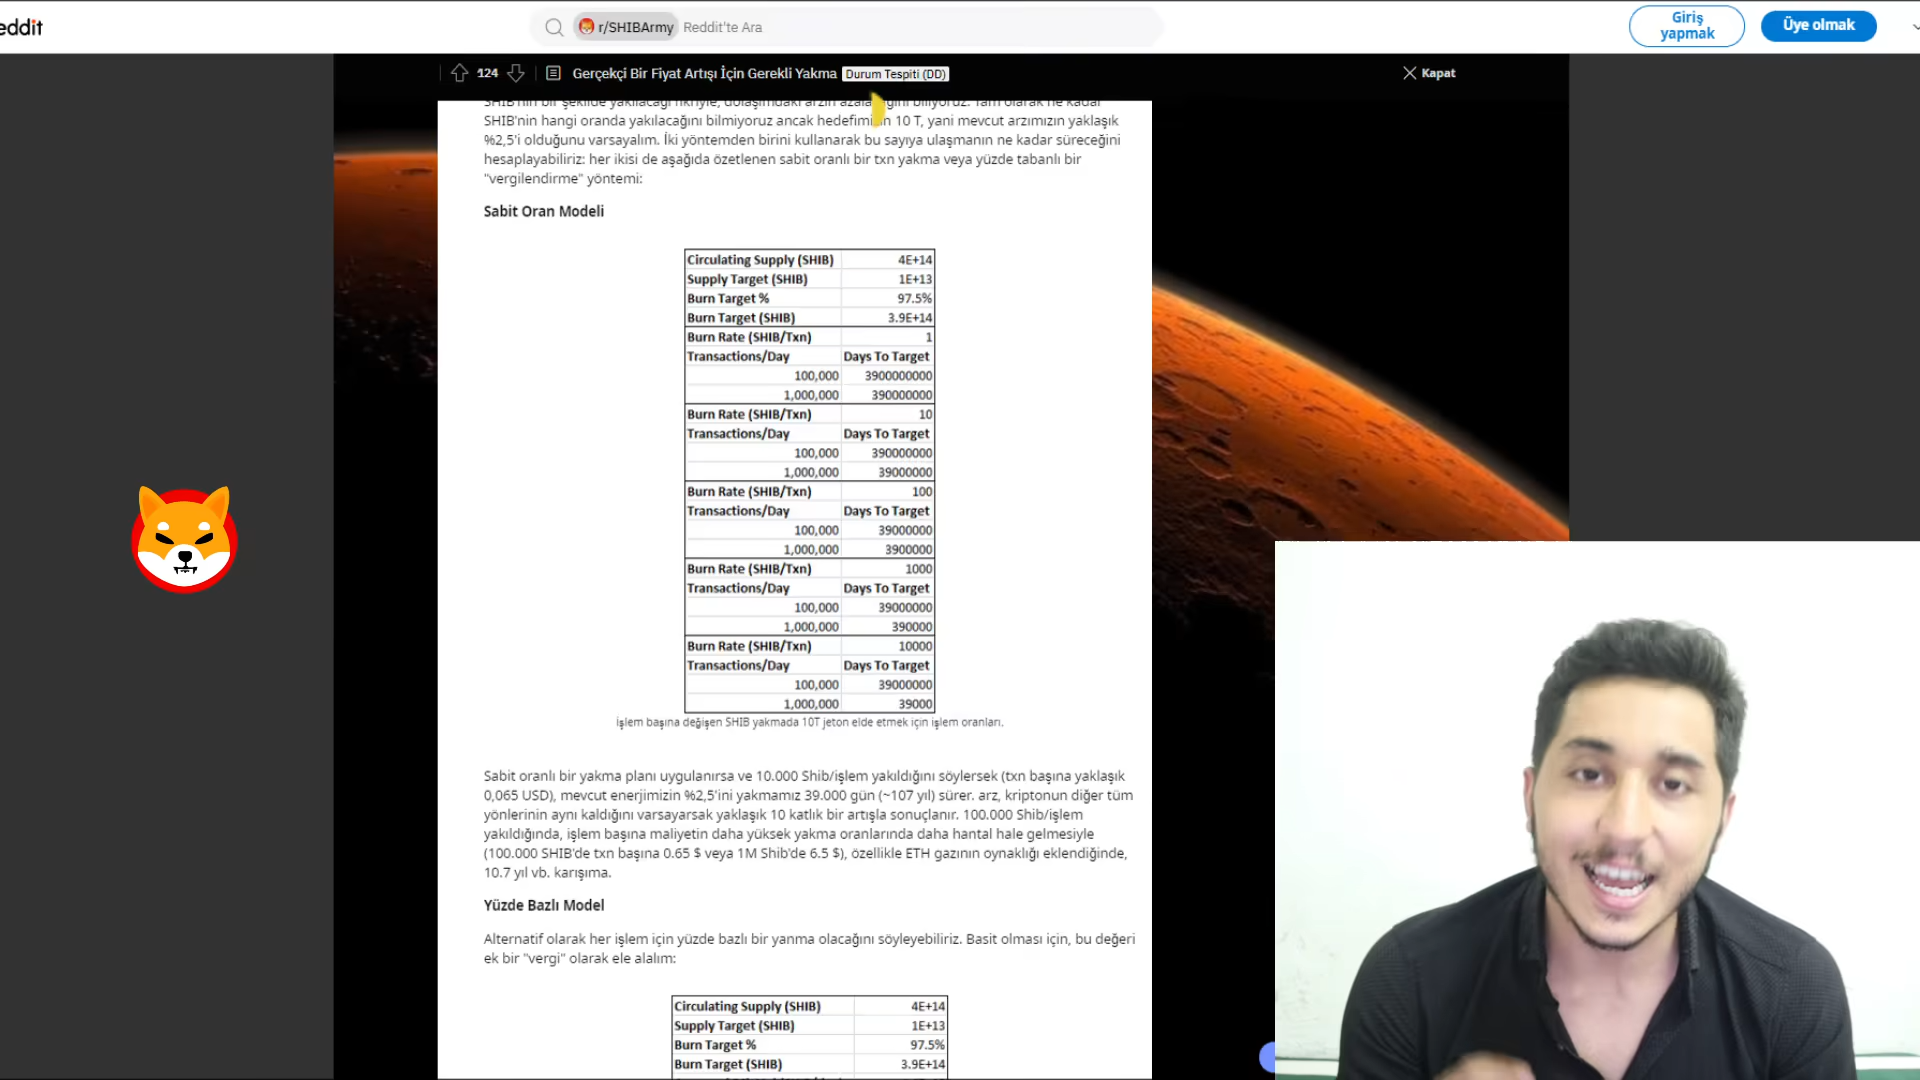 eddit
r/SHIBArmy Reddit'te Ara
Giriş
yapmak
Üye olmak
124 Gerçekçi Bir Fiyat Artışı İçin Gerekli Yakma Durum Tespiti (DD)
Kapat
SHIB'nin bir şekilde yakılacağı fikriyle, dolaşımdaki arzın biliyoruz. Tam olarak ne kadar
SHIB'nin hangi oranda yakılacağını bilmiyoruz ancak 10 T, yani mevcut arzımızın yaklaşık
%2,5'i olduğunu varsayalım. İki yöntemden birini kullanarak bu sayıya ulaşmanın ne kadar süreceğini
hesaplayabiliriz: her ikisi de aşağıda özetlenen sabit oranlı bir txn yakma veya yüzde tabanlı bir
"vergilendirme" yöntemi:
Sabit Oran Modeli
Circulating Supply (SHIB) 4E+14
Supply Target (SHIB) 1E+13
Burn Target % 97.5%
Burn Target (SHIB) 3.9E+14
Burn Rate (SHIB/Txn) 1
Transactions/Day Days To Target
100,000 3900000000
1,000,000 390000000
Burn Rate (SHIB/Txn) 10
Transactions/Day Days To Target
100,000 390000000
1,000,000 39000000
Burn Rate (SHIB/Txn) 100
Transactions/Day Days To Target
100,000 39000000
1,000,000 3900000
Burn Rate (SHIB/Txn) 1000
Transactions/Day Days To Target
100,000 39000000
1,000,000 390000
Burn Rate (SHIB/Txn) 10000
Transactions/Day Days To Target
100,000 39000000
1,000,000 39000
İşlem başına değişen SHIB yakmada 10T jeton elde etmek için işlem oranları.
Sabit oranlı bir yakma planı uygulanırsa ve 10.000 Shib/işlem yakıldığını söylersek (txn başına yaklaşık
0,065 USD), mevcut enerjimizin %2,5'ini yakmamız 39.000 gün (~107 yıl) sürer. arz, kriptonun diğer tüm
yönlerinin aynı kaldığını varsayarsak yaklaşık 10 katlık bir artışla sonuçlanır. 100.000 Shib/işlem
yakıldığında, işlem başına maliyetin daha yüksek yakma oranlarında daha hantal hale gelmesiyle
(100.000 SHIB'de txn başına 0.65 $ veya 1M Shib'de 6.5 $), özellikle ETH gazının oynaklığı eklendiğinde,
10.7 yıl vb. karışıma.
Yüzde Bazlı Model
Alternatif olarak her işlem için yüzde bazlı bir yanma olacağını söyleyebiliriz. Basit olması için, bu değeri
ek bir "vergi" olarak ele alalım:
Circulating Supply (SHIB) 4E+14
Supply Target (SHIB) 1E+13
Burn Target % 97.5%
Burn Target (SHIB) 3.9E+14